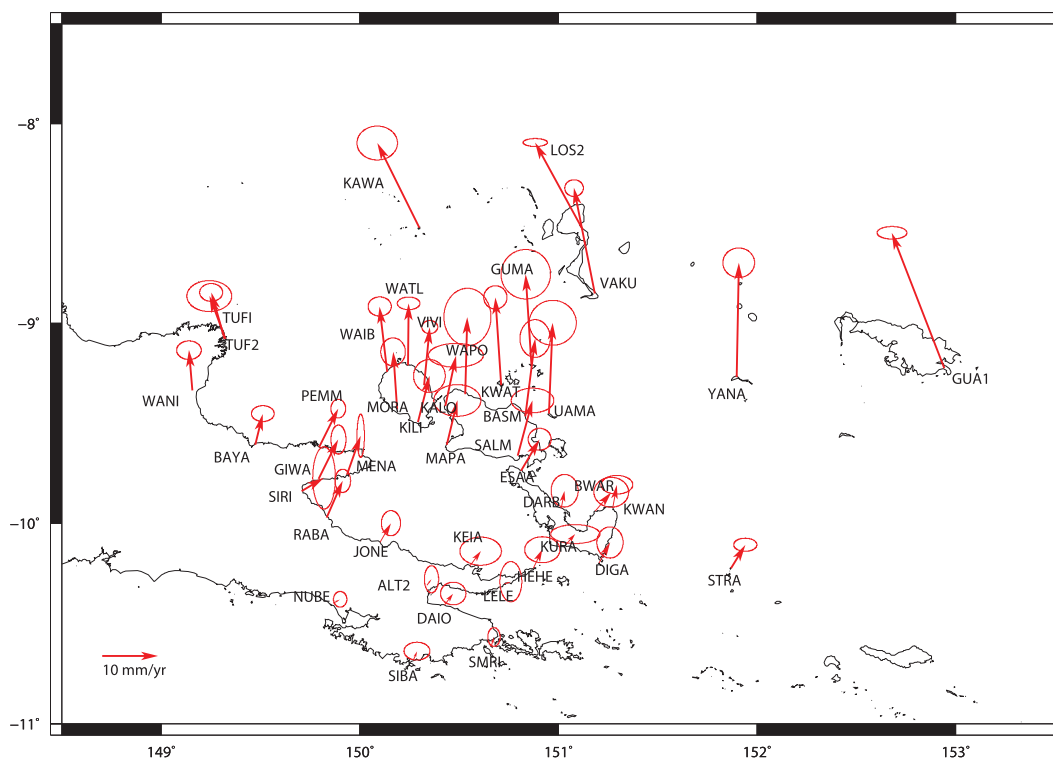 −8°
LOS2
KAWA
GUMA
WATL
VAKU
TUFI
VIVI
WAIB
−9°
TUF2
WAPO
GUA1
PEMM
KWAT
YANA
WANI
MORA
KALO
BASM
UAMA
KILI
BAYA
GIWA
MENA
MAPA
SALM
SIRI
ESAA
BWAR
DARB
KWAN
−10°
RABA
JONE
KEIA
KURA
DIGA
HEHE
STRA
ALT2
NUBE
LELE
DAIO
10 mm/yr
SIBA
SMRI
−11°
149°
150°
151°
152°
153°